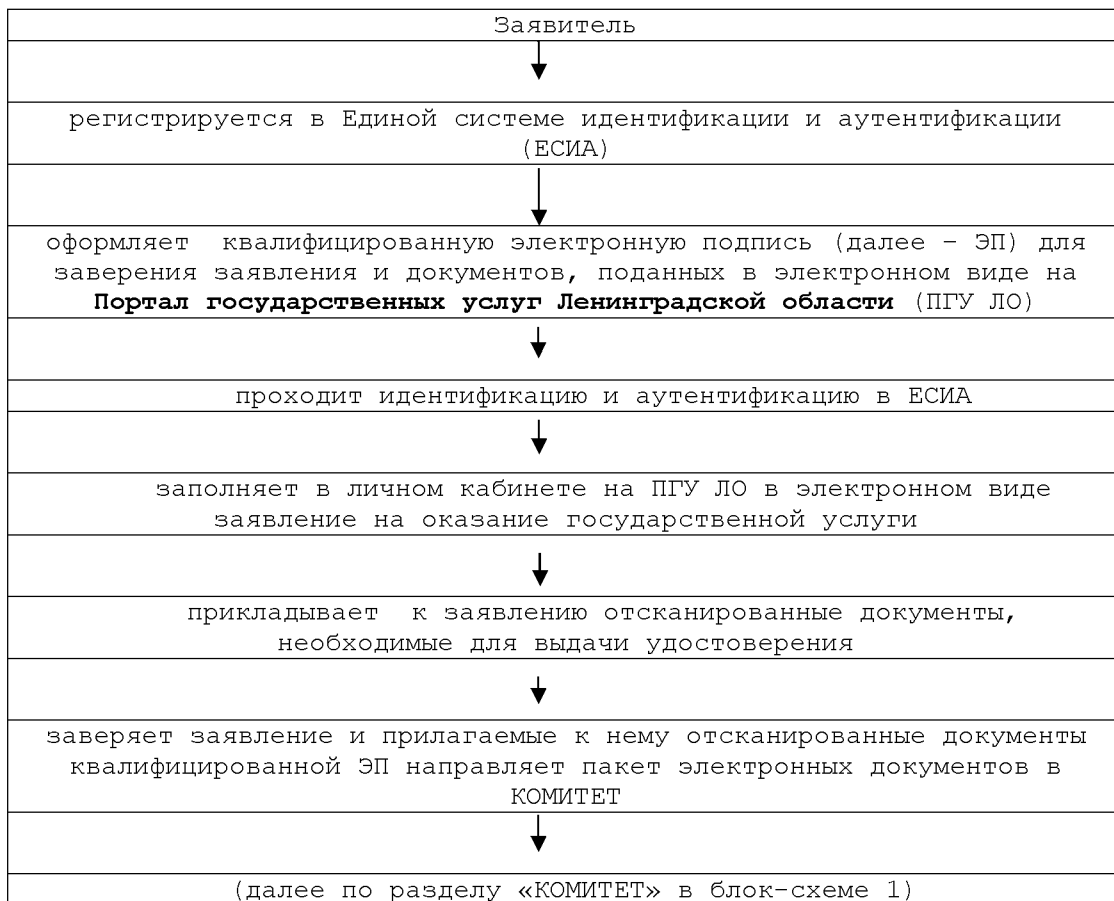 Заявитель
регистрируется в Единой системе идентификации и аутентификации
(ЕСИА)
оформляет квалифицированную электронную подпись (далее – ЭП) для
заверения заявления и документов, поданных в электронном виде на
Портал государственных услуг Ленинградской области (ПГУ ЛО)
проходит идентификацию и аутентификацию в ЕСИА
заполняет в личном кабинете на ПГУ ЛО в электронном виде
заявление на оказание государственной услуги
прикладывает к заявлению отсканированные документы,
необходимые для выдачи удостоверения
заверяет заявление и прилагаемые к нему отсканированные документы
квалифицированной ЭП направляет пакет электронных документов в
КОМИТЕТ
(далее по разделу «КОМИТЕТ» в блок-схеме 1)